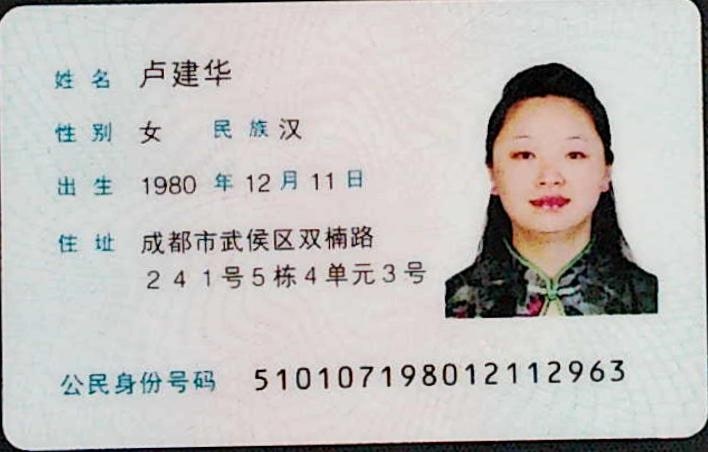 姓名 卢建华
性别 女 民族 汉
出生 1980 年 12 月 11 日
住址 成都市武侯区双楠路
241号5栋4单元3号
公民身份号码 510107198012112963